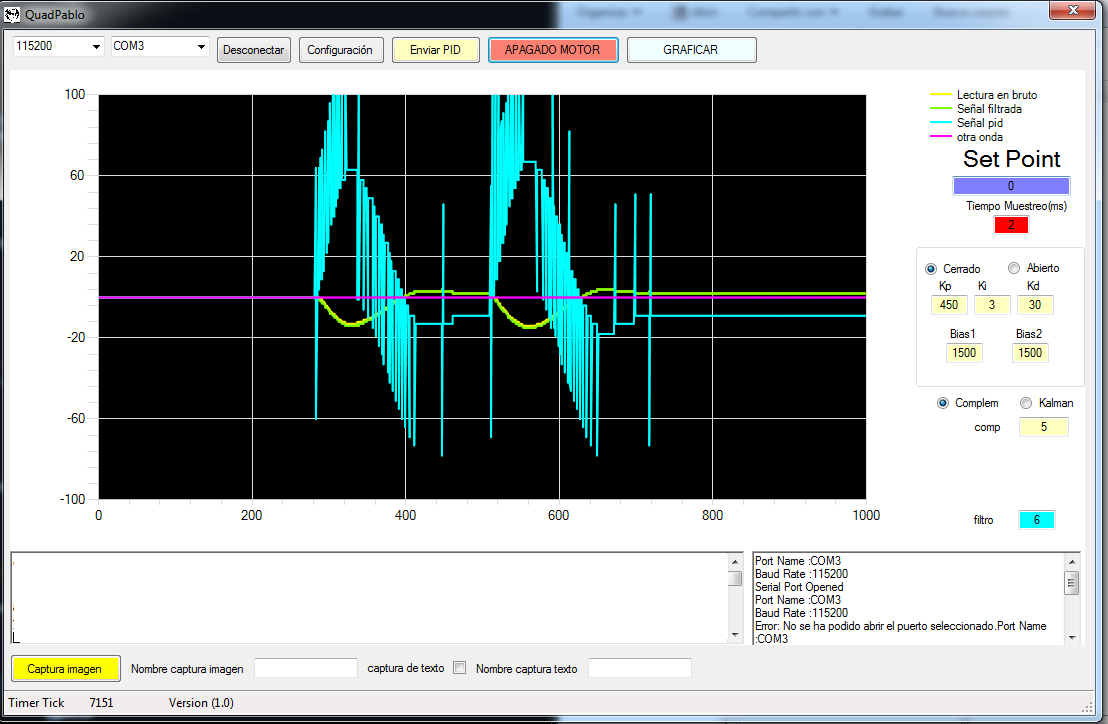 QuadPablo
115200 COM3 Desconectar Configuración Enviar PID APAGADO MOTOR GRAFICAR
100
60
20
-20
-60
-100
0 200 400 600 800 1000
Lectura en bruto
Señal filtrada
Señal pid
otra onda
Set Point
0
Tiempo Muestreo(ms)
2
Cerrado Abierto
Kp Ki Kd
450 3 30
Bias1 Bias2
1500 1500
Complem Kalman
comp 5
filtro 6
Port Name :COM3
Baud Rate :115200
Serial Port Opened
Port Name :COM3
Baud Rate :115200
Error: No se ha podido abrir el puerto seleccionado.Port Name
:COM3
Captura imagen Nombre captura imagen captura de texto Nombre captura texto
Timer Tick 7151 Version (1.0)